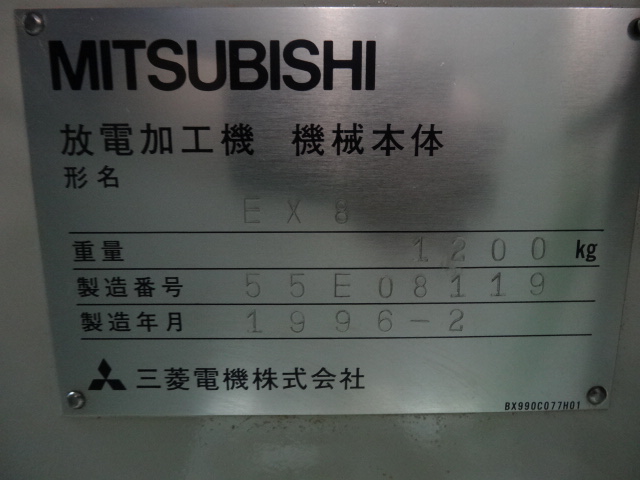 MITSUBISHI
放電加工機 機械本体
形名 EX8
重量 1200 kg
製造番号 55E08119
製造年月 1996-2
三菱電機株式会社
BX990C077H01